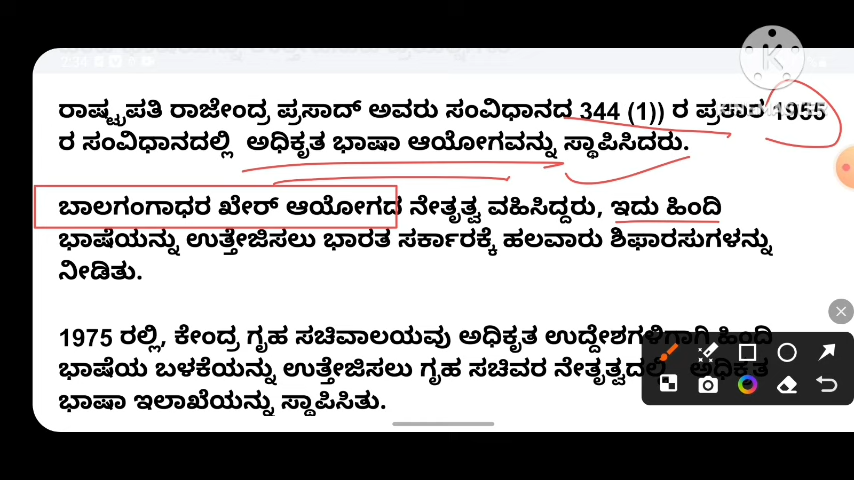 2:34
ರಾಷ್ಟ್ರಪತಿ ರಾಜೇಂದ್ರ ಪ್ರಸಾದ್ ಅವರು ಸಂವಿಧಾನದ 344 (1)) ರ ಪ್ರಕಾರ 1955
ರ ಸಂವಿಧಾನದಲ್ಲಿ ಅಧಿಕೃತ ಭಾಷಾ ಆಯೋಗವನ್ನು ಸ್ಥಾಪಿಸಿದರು.
ಬಾಲಗಂಗಾಧರ ಖೇರ್ ಆಯೋಗದ ನೇತೃತ್ವ ವಹಿಸಿದ್ದರು, ಇದು ಹಿಂದಿ
ಭಾಷೆಯನ್ನು ಉತ್ತೇಜಿಸಲು ಭಾರತ ಸರ್ಕಾರಕ್ಕೆ ಹಲವಾರು ಶಿಫಾರಸುಗಳನ್ನು
ನೀಡಿತು.
1975 ರಲ್ಲಿ, ಕೇಂದ್ರ ಗೃಹ ಸಚಿವಾಲಯವು ಅಧಿಕೃತ ಉದ್ದೇಶಗಳಿಗಾಗಿ ಹಿಂದಿ
ಭಾಷೆಯ ಬಳಕೆಯನ್ನು ಉತ್ತೇಜಿಸಲು ಗೃಹ ಸಚಿವರ ನೇತೃತ್ವದಲ್ಲಿ ಅಧಿಕೃತ
ಭಾಷಾ ಇಲಾಖೆಯನ್ನು ಸ್ಥಾಪಿಸಿತು.